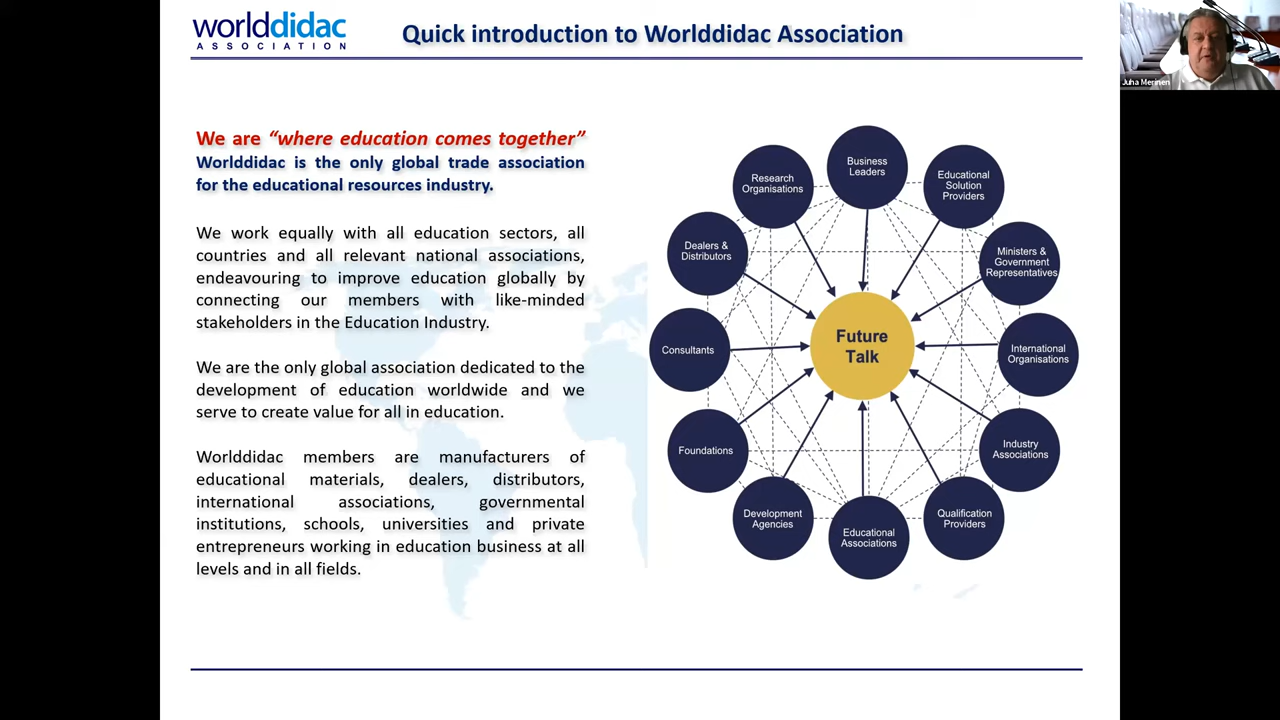 worlddidac
ASSOCIATION
Quick introduction to Worlddidac Association
Juha Merinen
We are “where education comes together”
Worlddidac is the only global trade association
for the educational resources industry.
We work equally with all education sectors, all
countries and all relevant national associations,
endeavouring to improve education globally by
connecting our members with like-minded
stakeholders in the Education Industry.
We are the only global association dedicated to the
development of education worldwide and we
serve to create value for all in education.
Worlddidac members are manufacturers of
educational materials, dealers, distributors,
international associations, governmental
institutions, schools, universities and private
entrepreneurs working in education business at all
levels and in all fields.
Business
Leaders
Educational
Solution
Providers
Ministers &
Government
Representatives
International
Organisations
Industry
Associations
Qualification
Providers
Educational
Associations
Development
Agencies
Foundations
Consultants
Dealers &
Distributors
Research
Organisations
Future
Talk